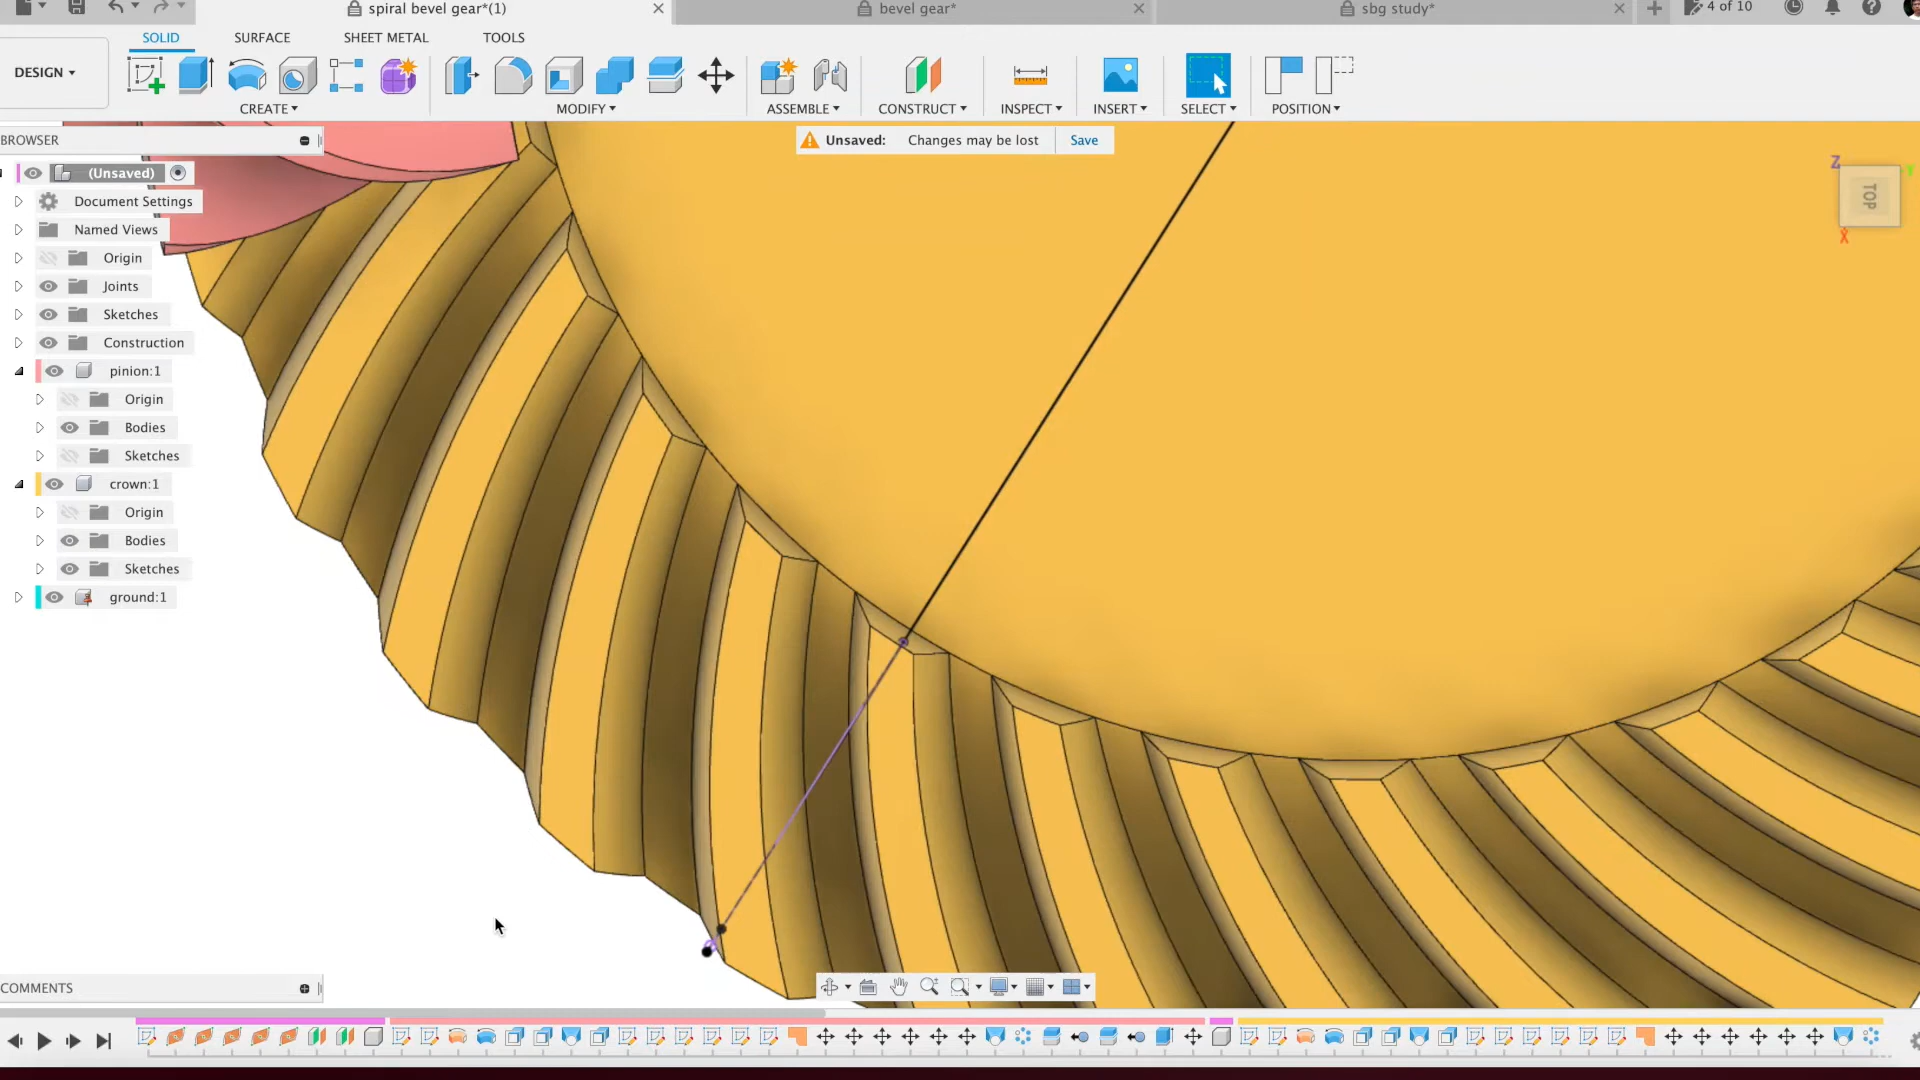 spiral bevel gear*(1)
bevel gear*
sbg study*
4 of 10
SOLID
SURFACE
SHEET METAL
TOOLS
DESIGN
CREATE
MODIFY
ASSEMBLE
CONSTRUCT
INSPECT
INSERT
SELECT
POSITION
BROWSER
Unsaved: Changes may be lost Save
(Unsaved)
Document Settings
Named Views
Origin
Joints
Sketches
Construction
pinion:1
Origin
Bodies
Sketches
crown:1
Origin
Bodies
Sketches
ground:1
Z
Y
TOP
X
COMMENTS